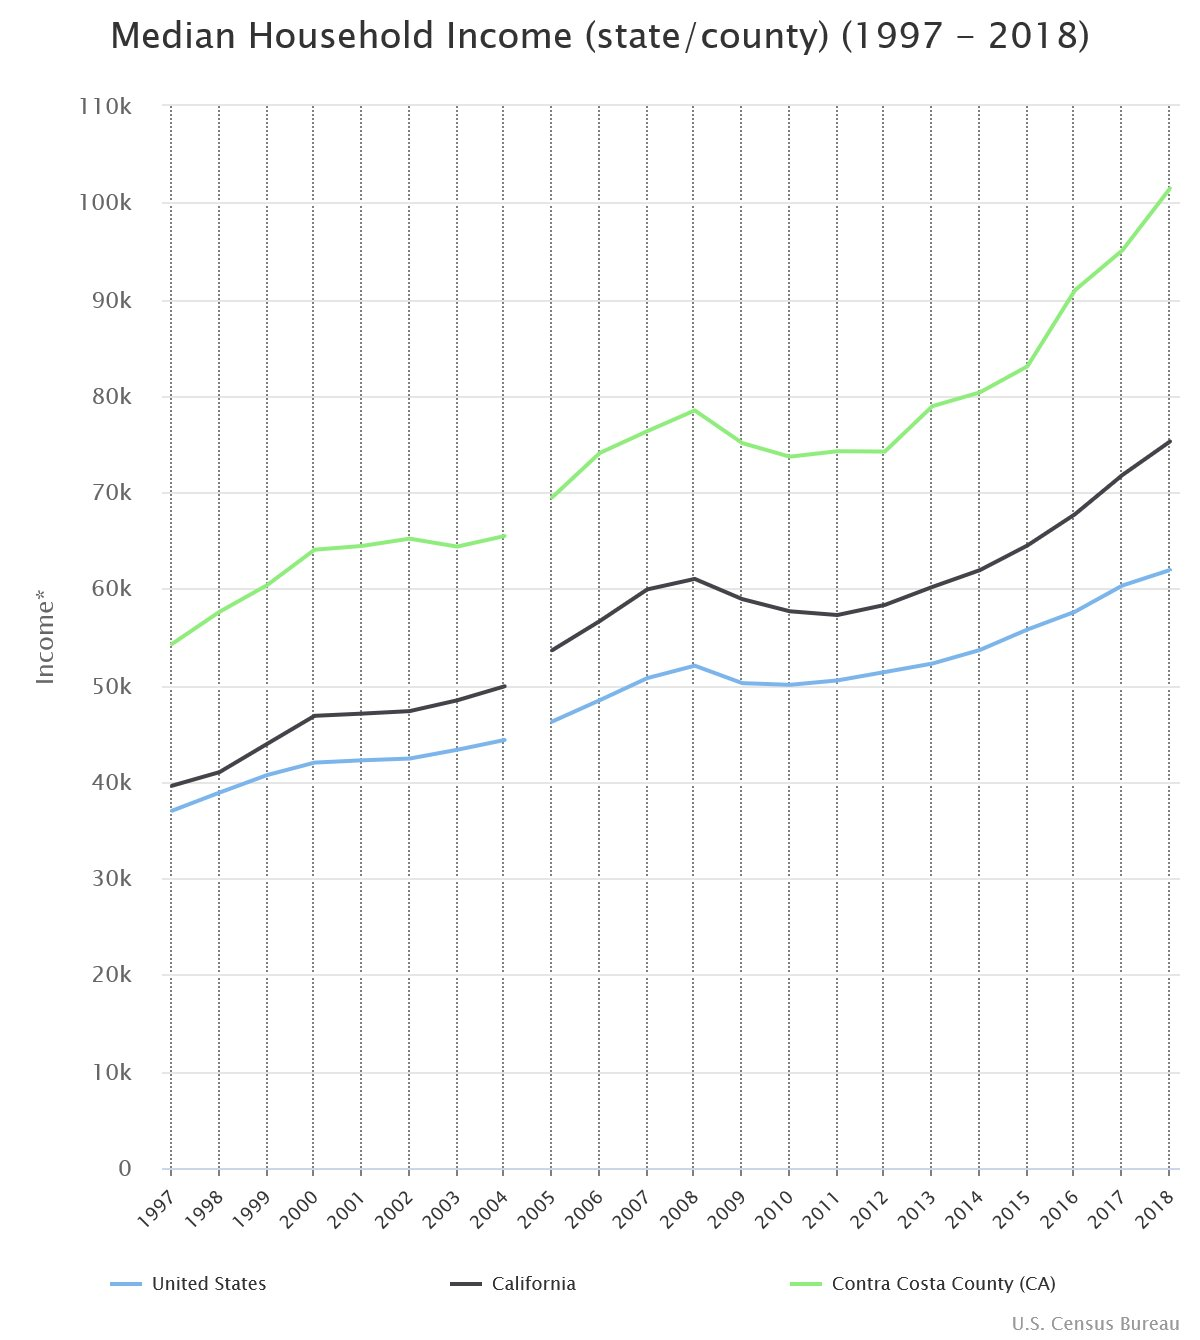 Median Household Income (state/county) (1997 - 2018)
110k
100k
90k
80k
70k
60k
50k
40k
30k
20k
10k
0
Income*
1997 1998 1999 2000 2001 2002 2003 2004 2005 2006 2007 2008 2009 2010 2011 2012 2013 2014 2015 2016 2017 2018
United States California Contra Costa County (CA)
U.S. Census Bureau